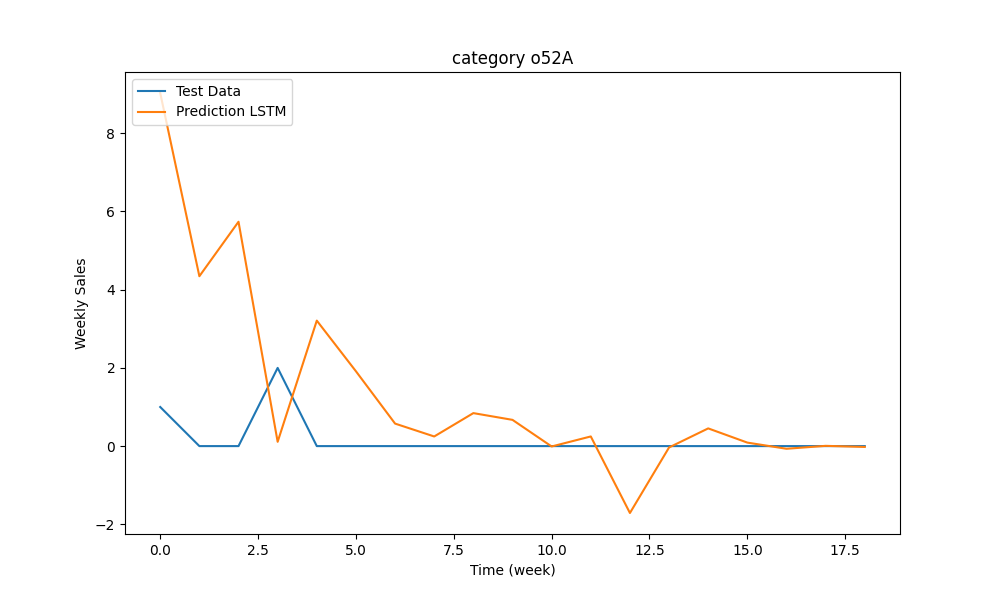 category o52A
Test Data
Prediction LSTM
Weekly Sales
8
6
4
2
0
−2
0.0 2.5 5.0 7.5 10.0 12.5 15.0 17.5
Time (week)